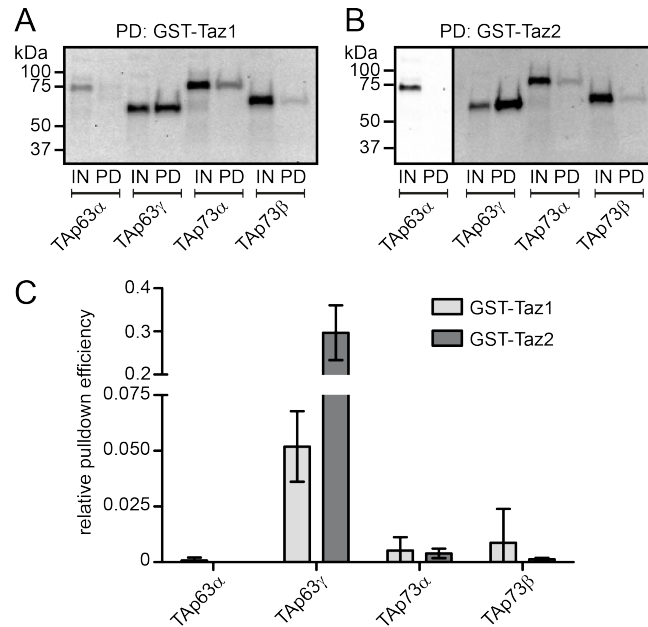 A
PD: GST-Taz1
kDa
100
75
50
37
IN PD IN PD IN PD IN PD
TAp63α TAp63γ TAp73α TAp73β
B
PD: GST-Taz2
kDa
100
75
50
37
IN PD IN PD IN PD IN PD
TAp63α TAp63γ TAp73α TAp73β
C
relative pulldown efficiency
0.4
0.3
0.2
0.075
0.050
0.025
0
GST-Taz1
GST-Taz2
TAp63α TAp63γ TAp73α TAp73β